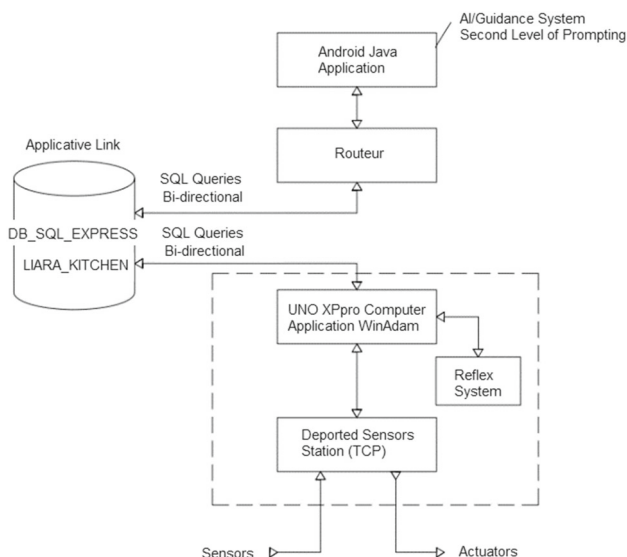 AI/Guidance System
Second Level of Prompting
Android Java
Application
Routeur
Applicative Link
SQL Queries
Bi-directional
DB_SQL_EXPRESS
SQL Queries
Bi-directional
LIARA_KITCHEN
UNO XPpro Computer
Application WinAdam
Reflex
System
Deported Sensors
Station (TCP)
Sensors
Actuators